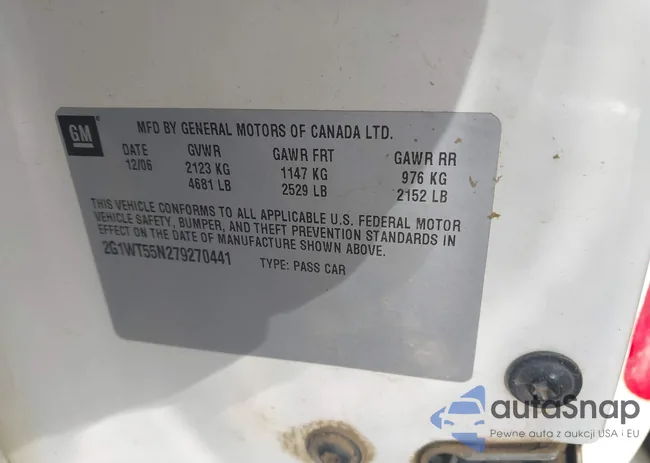 GM
MFD BY GENERAL MOTORS OF CANADA LTD.
DATE GVWR GAWR FRT GAWR RR
12/06 2123 KG 1147 KG 976 KG
4681 LB 2529 LB 2152 LB
THIS VEHICLE CONFORMS TO ALL APPLICABLE U.S. FEDERAL MOTOR
VEHICLE SAFETY, BUMPER, AND THEFT PREVENTION STANDARDS IN
EFFECT ON THE DATE OF MANUFACTURE SHOWN ABOVE.
2G1WT55N279270441 TYPE: PASS CAR
autoSnap
Pewne auta z aukcji USA i EU